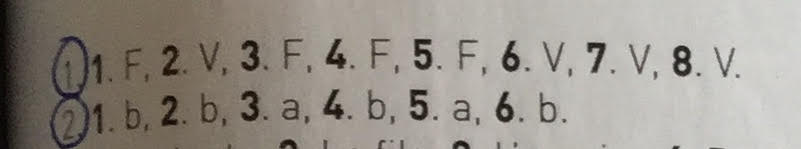 1. 1. F, 2. V, 3. F, 4. F, 5. F, 6. V, 7. V, 8. V.
2. 1. b, 2. b, 3. a, 4. b, 5. a, 6. b.